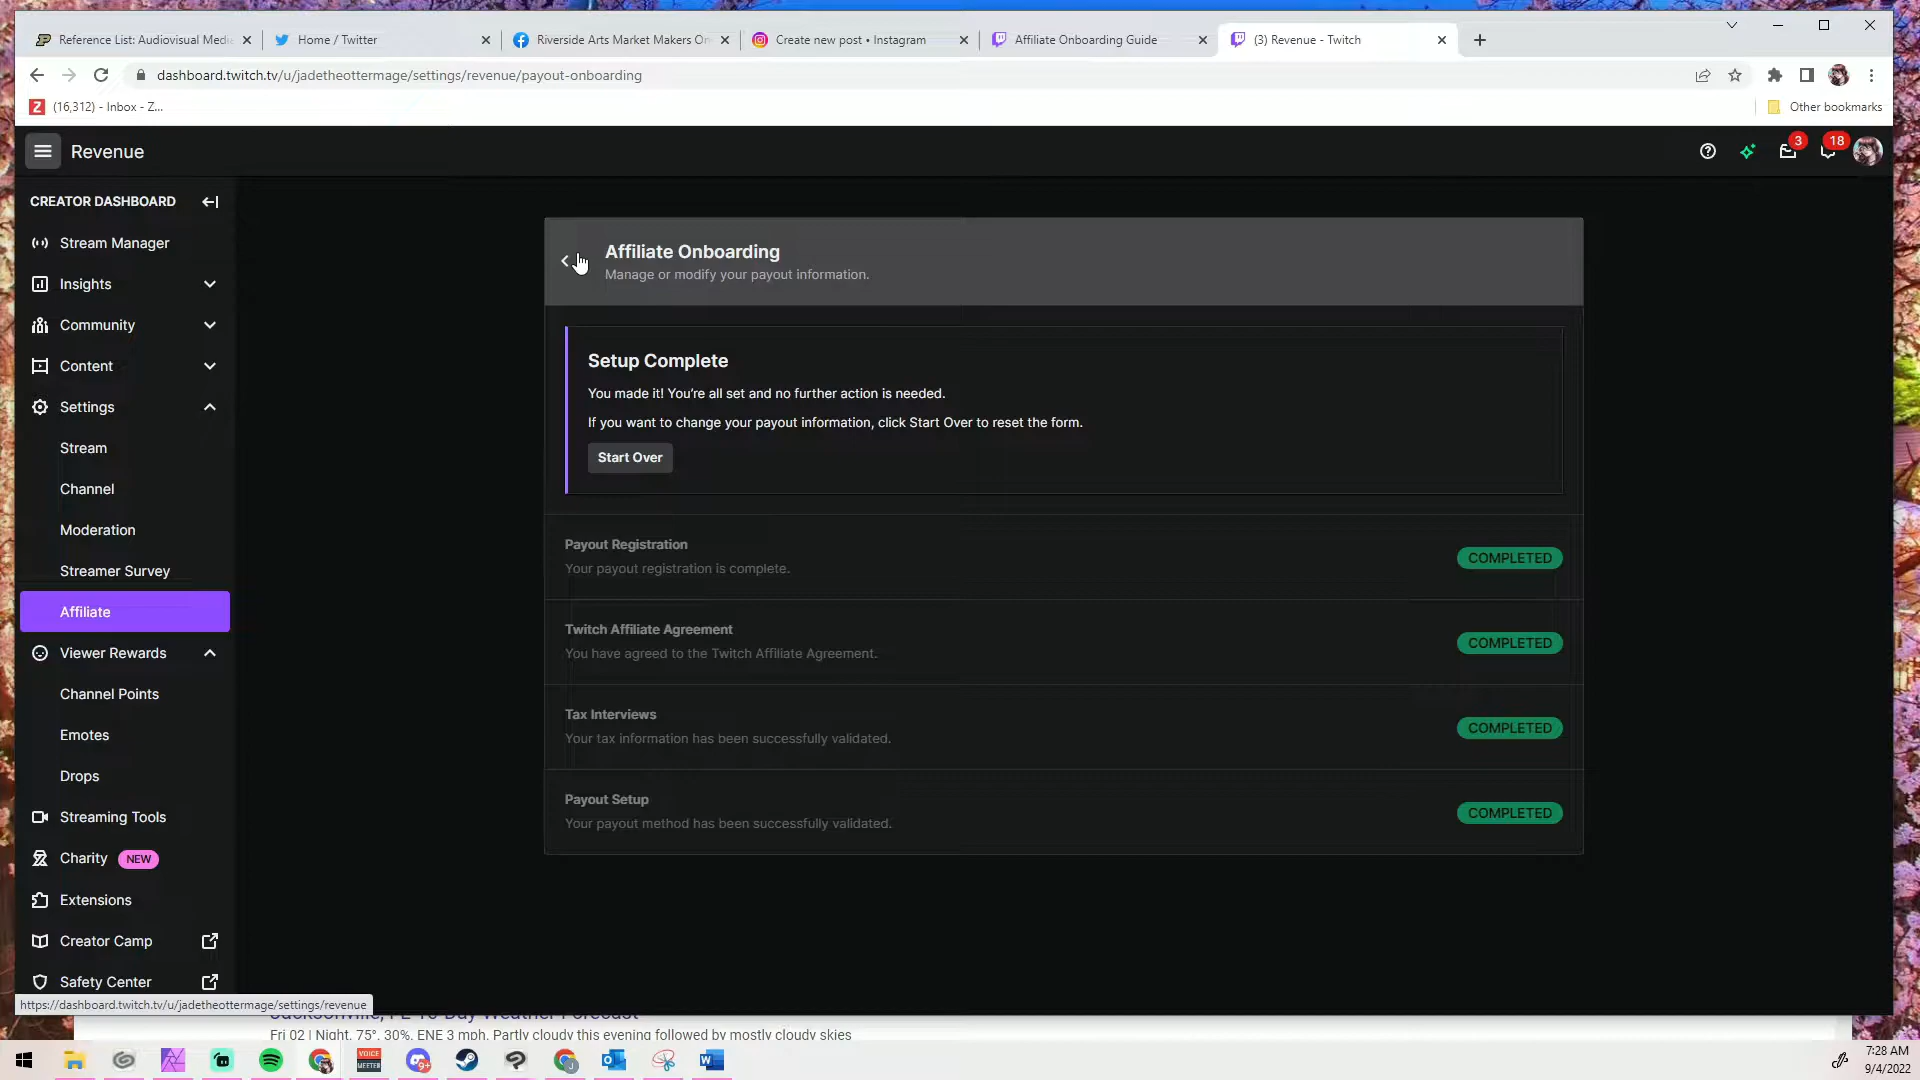 Reference List: Audiovisual Medi
Home / Twitter
Riverside Arts Market Makers On
Create new post • Instagram
Affiliate Onboarding Guide
(3) Revenue - Twitch
dashboard.twitch.tv/u/jadetheottermage/settings/revenue/payout-onboarding
Z (16,312) - Inbox - Z...
Other bookmarks
Revenue
3
18
CREATOR DASHBOARD
Stream Manager
Insights
Community
Content
Settings
Stream
Channel
Moderation
Streamer Survey
Affiliate
Viewer Rewards
Channel Points
Emotes
Drops
Streaming Tools
Charity NEW
Extensions
Creator Camp
Safety Center
Affiliate Onboarding
Manage or modify your payout information.
Setup Complete
You made it! You're all set and no further action is needed.
If you want to change your payout information, click Start Over to reset the form.
Start Over
Payout Registration
Your payout registration is complete.
COMPLETED
Twitch Affiliate Agreement
You have agreed to the Twitch Affiliate Agreement.
COMPLETED
Tax Interviews
Your tax information has been successfully validated.
COMPLETED
Payout Setup
Your payout method has been successfully validated.
COMPLETED
https://dashboard.twitch.tv/u/jadetheottermage/settings/revenue
Jacksonville, FL 10 Day Weather Forecast
Fri 02 | Night. 75°. 30%. ENE 3 mph. Partly cloudy this evening followed by mostly cloudy skies
VOICE
MEETER
9+
7:28 AM
9/4/2022